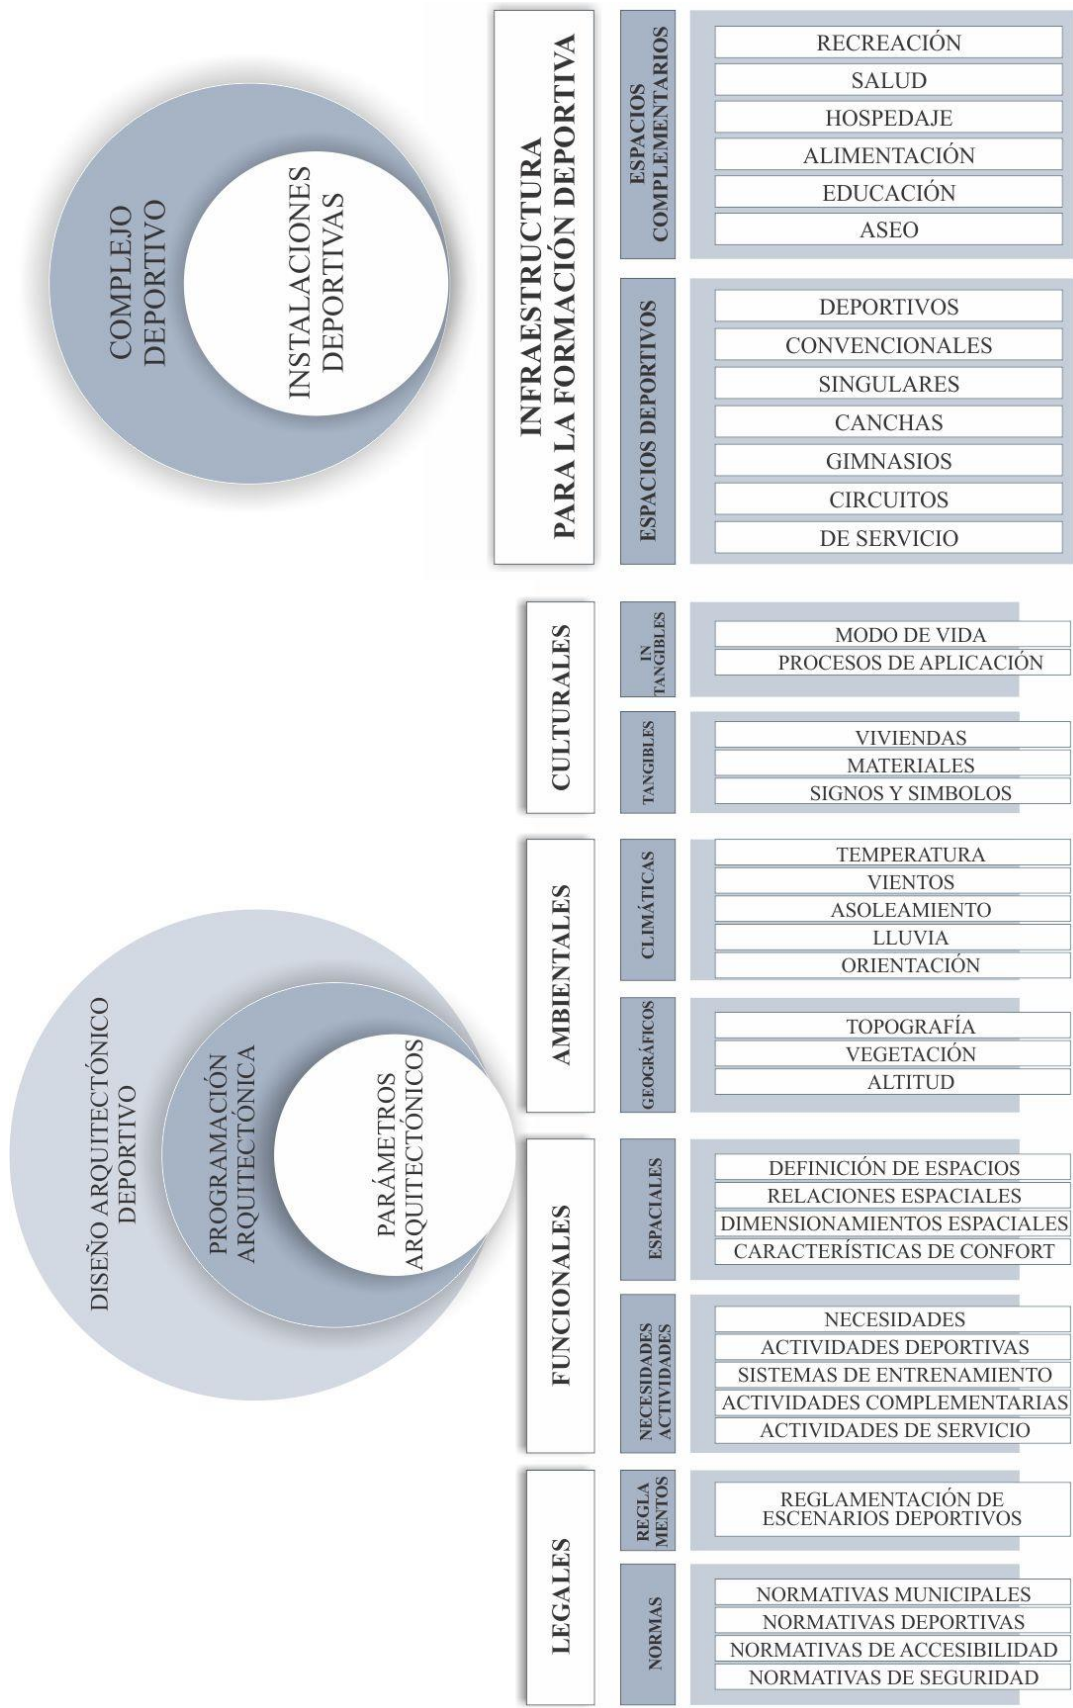 COMPLEJO
DEPORTIVO
INSTALACIONES
DEPORTIVAS
INFRAESTRUCTURA
PARA LA FORMACIÓN DEPORTIVA
ESPACIOS
COMPLEMENTARIOS
RECREACIÓN
SALUD
HOSPEDAJE
ALIMENTACIÓN
EDUCACIÓN
ASEO
ESPACIOS DEPORTIVOS
DEPORTIVOS
CONVENCIONALES
SINGULARES
CANCHAS
GIMNASIOS
CIRCUITOS
DE SERVICIO
DISEÑO ARQUITECTÓNICO
DEPORTIVO
PROGRAMACIÓN
ARQUITECTÓNICA
PARÁMETROS
ARQUITECTÓNICOS
CULTURALES
IN
TANGIBLES
MODO DE VIDA
PROCESOS DE APLICACIÓN
TANGIBLES
VIVIENDAS
MATERIALES
SIGNOS Y SIMBOLOS
AMBIENTALES
CLIMÁTICAS
TEMPERATURA
VIENTOS
ASOLEAMIENTO
LLUVIA
ORIENTACIÓN
GEOGRÁFICOS
TOPOGRAFÍA
VEGETACIÓN
ALTITUD
FUNCIONALES
ESPACIALES
DEFINICIÓN DE ESPACIOS
RELACIONES ESPACIALES
DIMENSIONAMIENTOS ESPACIALES
CARACTERÍSTICAS DE CONFORT
NECESIDADES
ACTIVIDADES
NECESIDADES
ACTIVIDADES DEPORTIVAS
SISTEMAS DE ENTRENAMIENTO
ACTIVIDADES COMPLEMENTARIAS
ACTIVIDADES DE SERVICIO
LEGALES
REGLA
MENTOS
REGLAMENTACIÓN DE
ESCENARIOS DEPORTIVOS
NORMAS
NORMATIVAS MUNICIPALES
NORMATIVAS DEPORTIVAS
NORMATIVAS DE ACCESIBILIDAD
NORMATIVAS DE SEGURIDAD